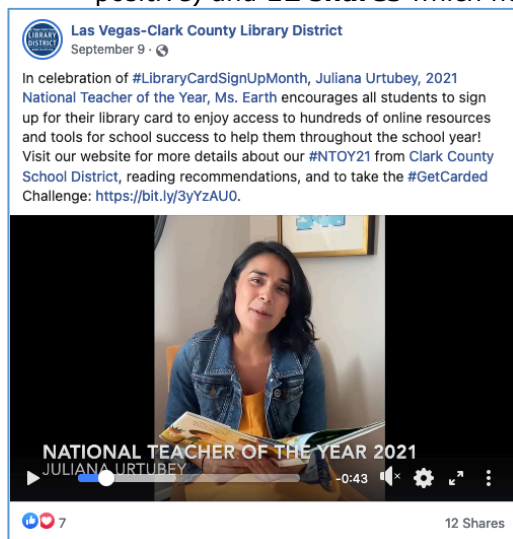 LIBRARY
DISTRICT
Las Vegas-Clark County Library District
September 9 ·
In celebration of #LibraryCardSignUpMonth, Juliana Urtubey, 2021
National Teacher of the Year, Ms. Earth encourages all students to sign
up for their library card to enjoy access to hundreds of online resources
and tools for school success to help them throughout the school year!
Visit our website for more details about our #NTOY21 from Clark County
School District, reading recommendations, and to take the #GetCarded
Challenge: https://bit.ly/3yYzAU0.
NATIONAL TEACHER OF THE YEAR 2021
JULIANA URTUBEY
-0:43
7
12 Shares